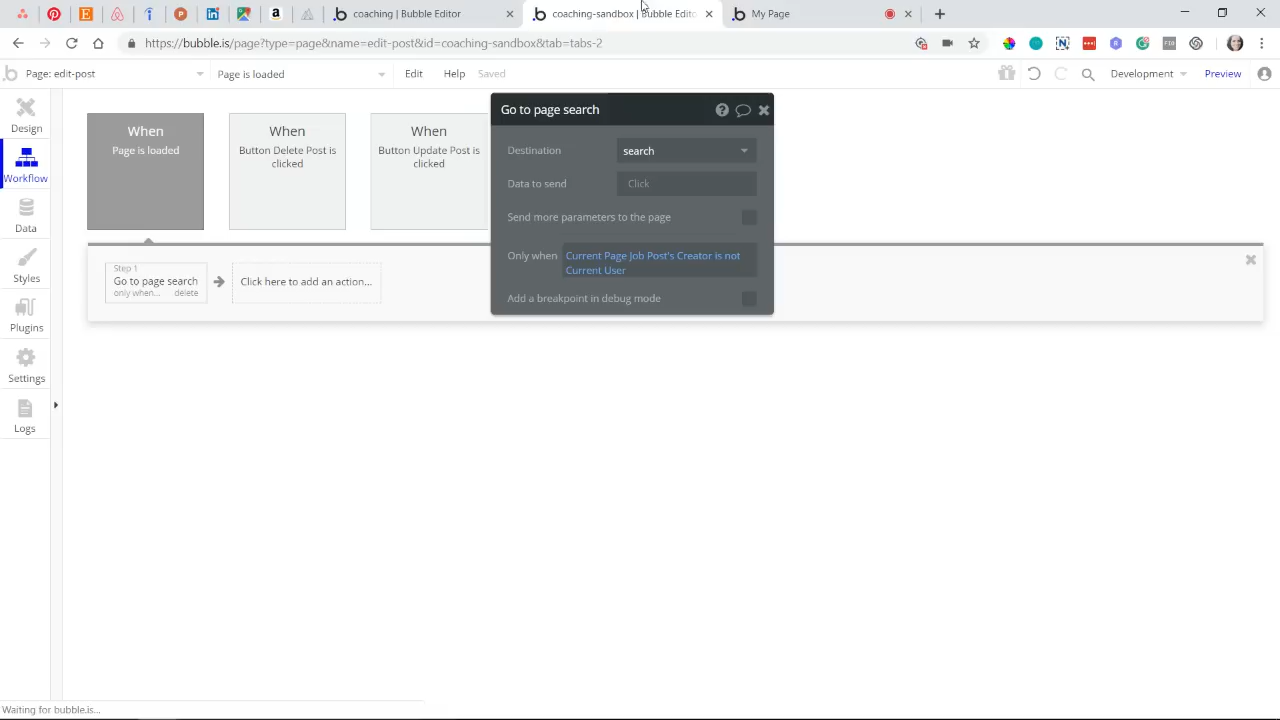 coaching | Bubble Editor
coaching-sandbox | Bubble Edito
My Page
https://bubble.is/page?type=page&name=edit-post&id=coaching-sandbox&tab=tabs-2
Page: edit-post
Page is loaded
Edit
Help
Saved
Development
Preview
Design
Workflow
Data
Styles
Plugins
Settings
Logs
When
Page is loaded
When
Button Delete Post is
clicked
When
Button Update Post is
clicked
Step 1
Go to page search
only when...
delete
Click here to add an action...
Go to page search
Destination
search
Data to send
Click
Send more parameters to the page
Only when
Current Page Job Post's Creator is not
Current User
Add a breakpoint in debug mode
Waiting for bubble.is...